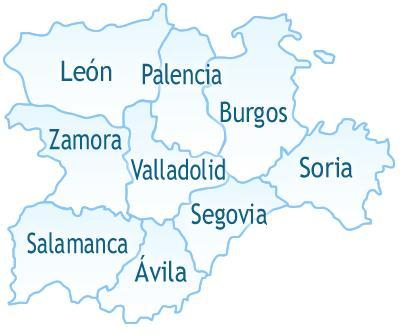 León
Palencia
Burgos
Zamora
Valladolid
Soria
Segovia
Salamanca
Ávila